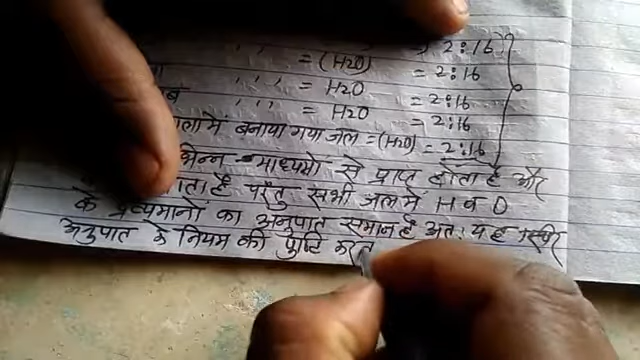 ' ' = (H2O) = 2:16
' ' ' = H2O = 2:16
' ' ' = H2O = 2:16
में बनाया गया जल = (H2O) = 2:16
माध्यमो से प्राप्त होता है और
है परंतु सभी जल में H व O
के द्रव्यमानों का अनुपात समान है अतः यह स्थिर
अनुपात के नियम की पुष्टि करत